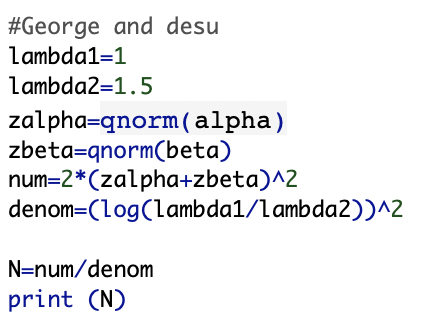 #George and desu
lambda1=1
lambda2=1.5
zalpha=qnorm(alpha)
zbeta=qnorm(beta)
num=2*(zalpha+zbeta)^2
denom=(log(lambda1/lambda2))^2
N=num/denom
print (N)